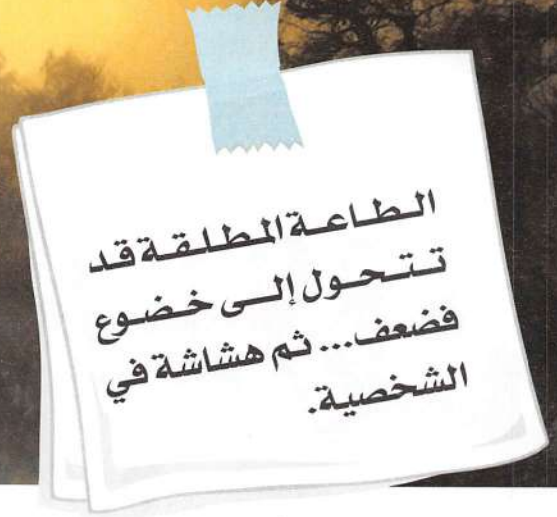 الطاعة المطلقة قد
تتحول إلى خضوع
فضعف... ثم هشاشة في
الشخصية.